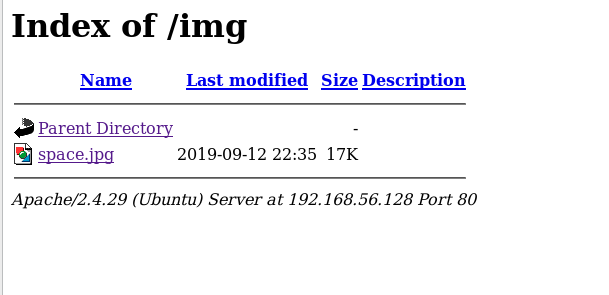 Index of /img
Name Last modified Size Description
Parent Directory -
space.jpg 2019-09-12 22:35 17K
Apache/2.4.29 (Ubuntu) Server at 192.168.56.128 Port 80